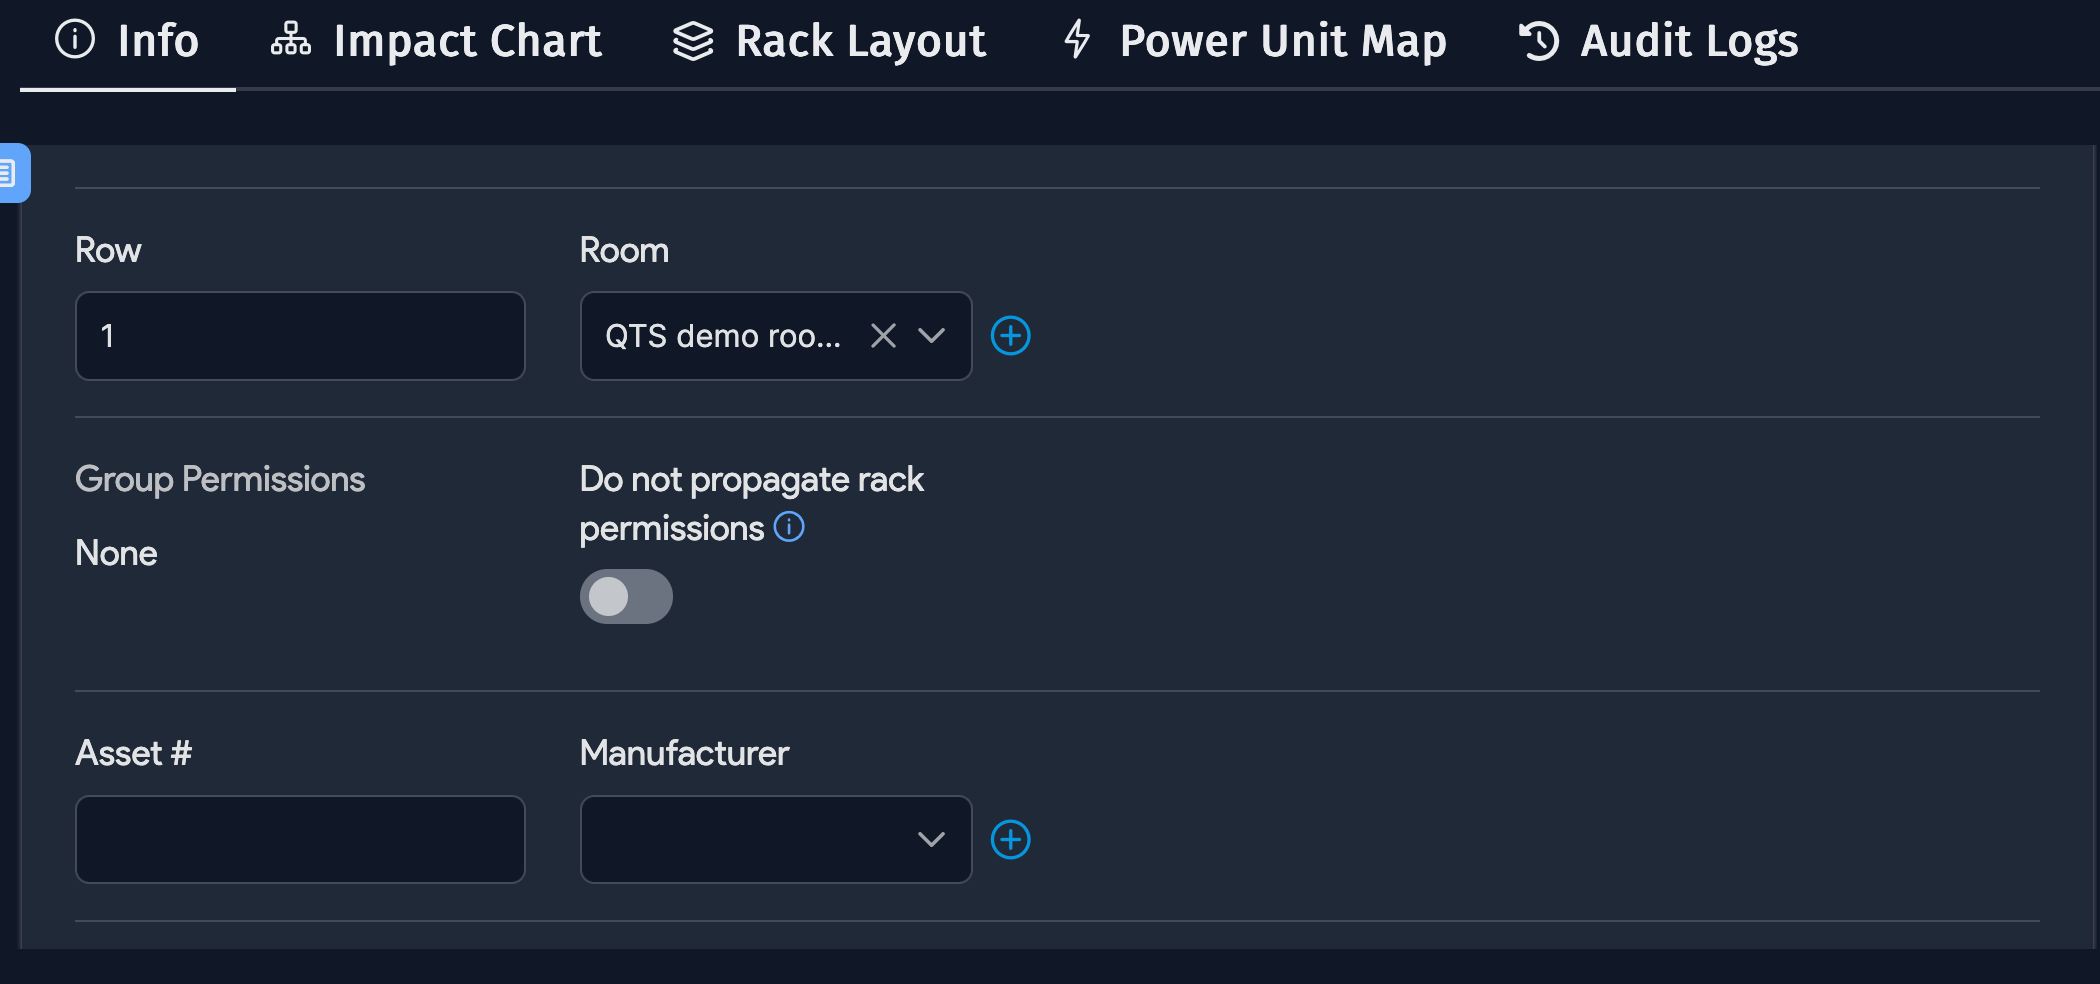 Info Impact Chart Rack Layout Power Unit Map Audit Logs
Row Room
1 QTS demo roo...
Group Permissions Do not propagate rack
permissions
None
Asset # Manufacturer